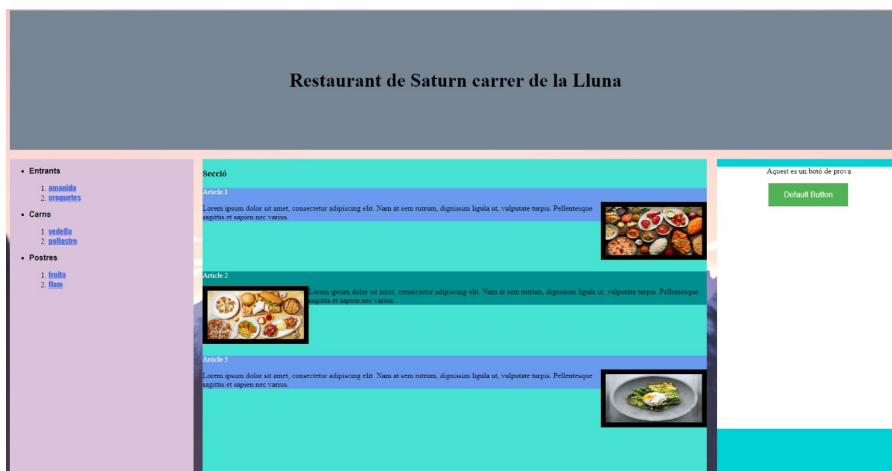 Restaurant de Saturn carrer de la Lluna
Entrants
1. amanida
2. croquetes
Carns
1. vedella
2. pollastre
Postres
1. fruita
2. flam
Secció
Article 1
Lorem ipsum dolor sit amet, consectetur adipiscing elit. Nam at sem rutrum, dignissim ligula ut, vulputate turpis. Pellentesque
sagittis et sapien nec varius.
Article 2
Lorem ipsum dolor sit amet, consectetur adipiscing elit. Nam at sem rutrum, dignissim ligula ut, vulputate turpis. Pellentesque
sagittis et sapien nec varius.
Article 3
Lorem ipsum dolor sit amet, consectetur adipiscing elit. Nam at sem rutrum, dignissim ligula ut, vulputate turpis. Pellentesque
sagittis et sapien nec varius.
Aquest es un botó de prova
Default Button